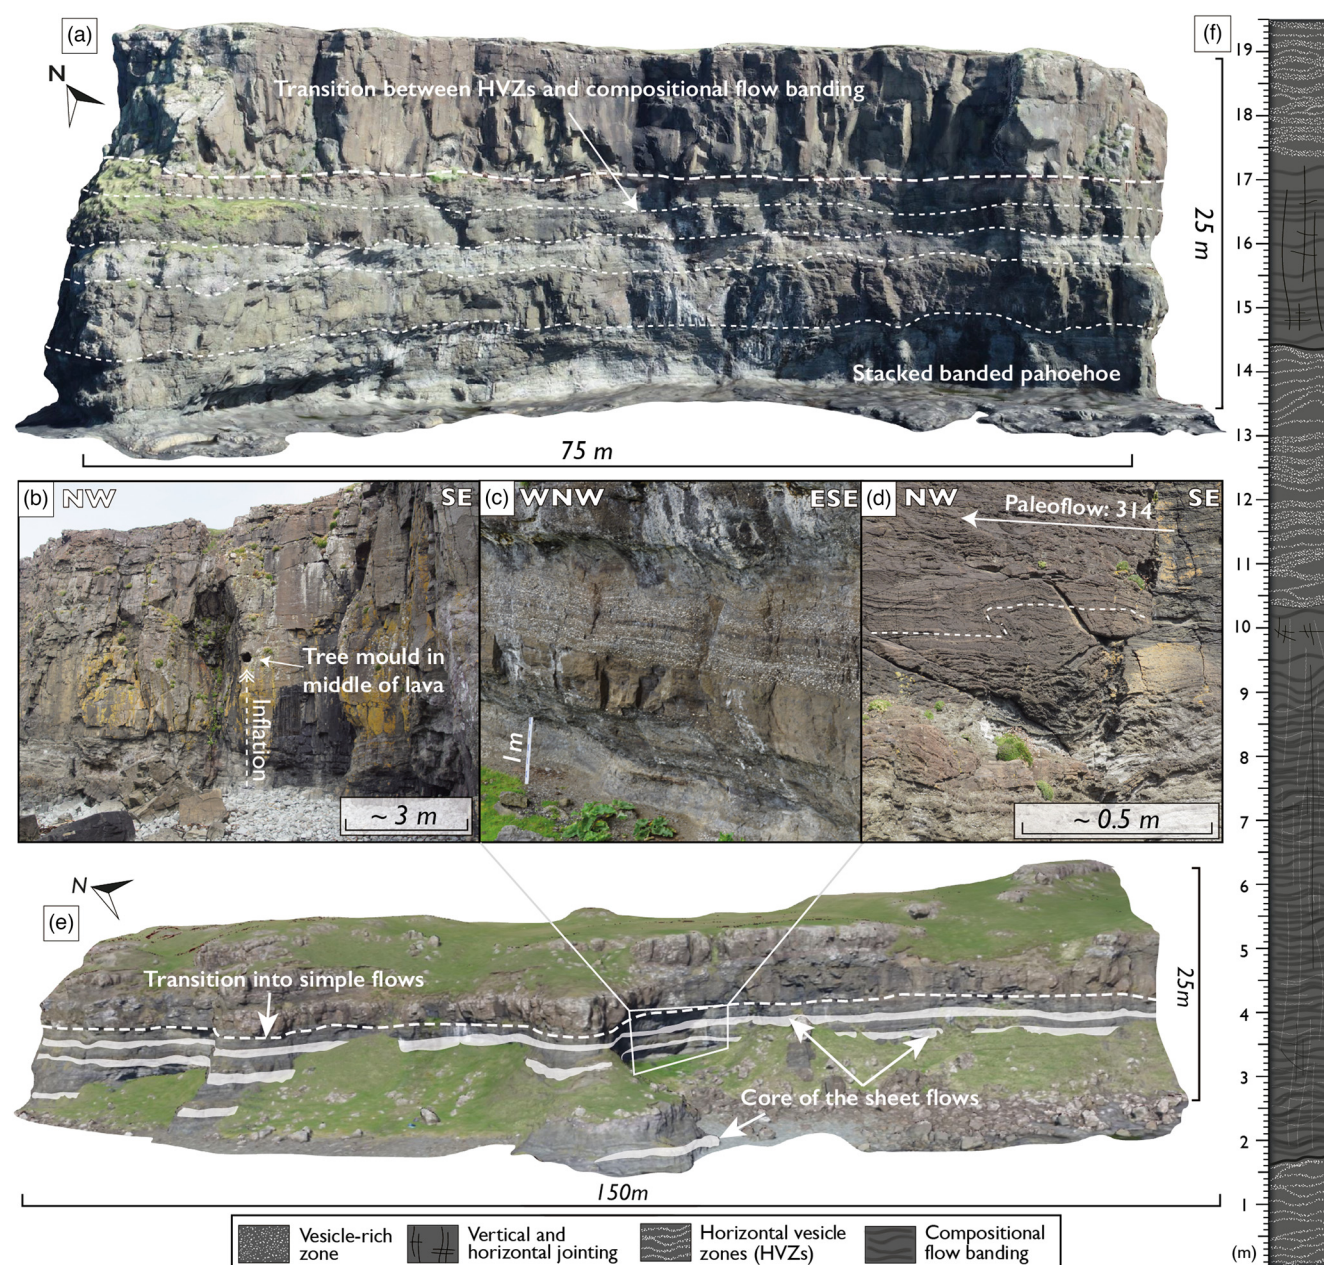 (a)
N
Transition between HVZs and compositional flow banding
Stacked banded pahoehoe
25 m
75 m
(b) NW SE
Tree mould in
middle of lava
Inflation
~ 3 m
(c) WNW ESE
1m
(d) NW SE
Paleoflow: 314
~ 0.5 m
N
(e)
Transition into simple flows
Core of the sheet flows
25m
150m
(f)
19
18
17
16
15
14
13
12
11
10
9
8
7
6
5
4
3
2
1
(m)
Vesicle-rich
zone
Vertical and
horizontal jointing
Horizontal vesicle
zones (HVZs)
Compositional
flow banding